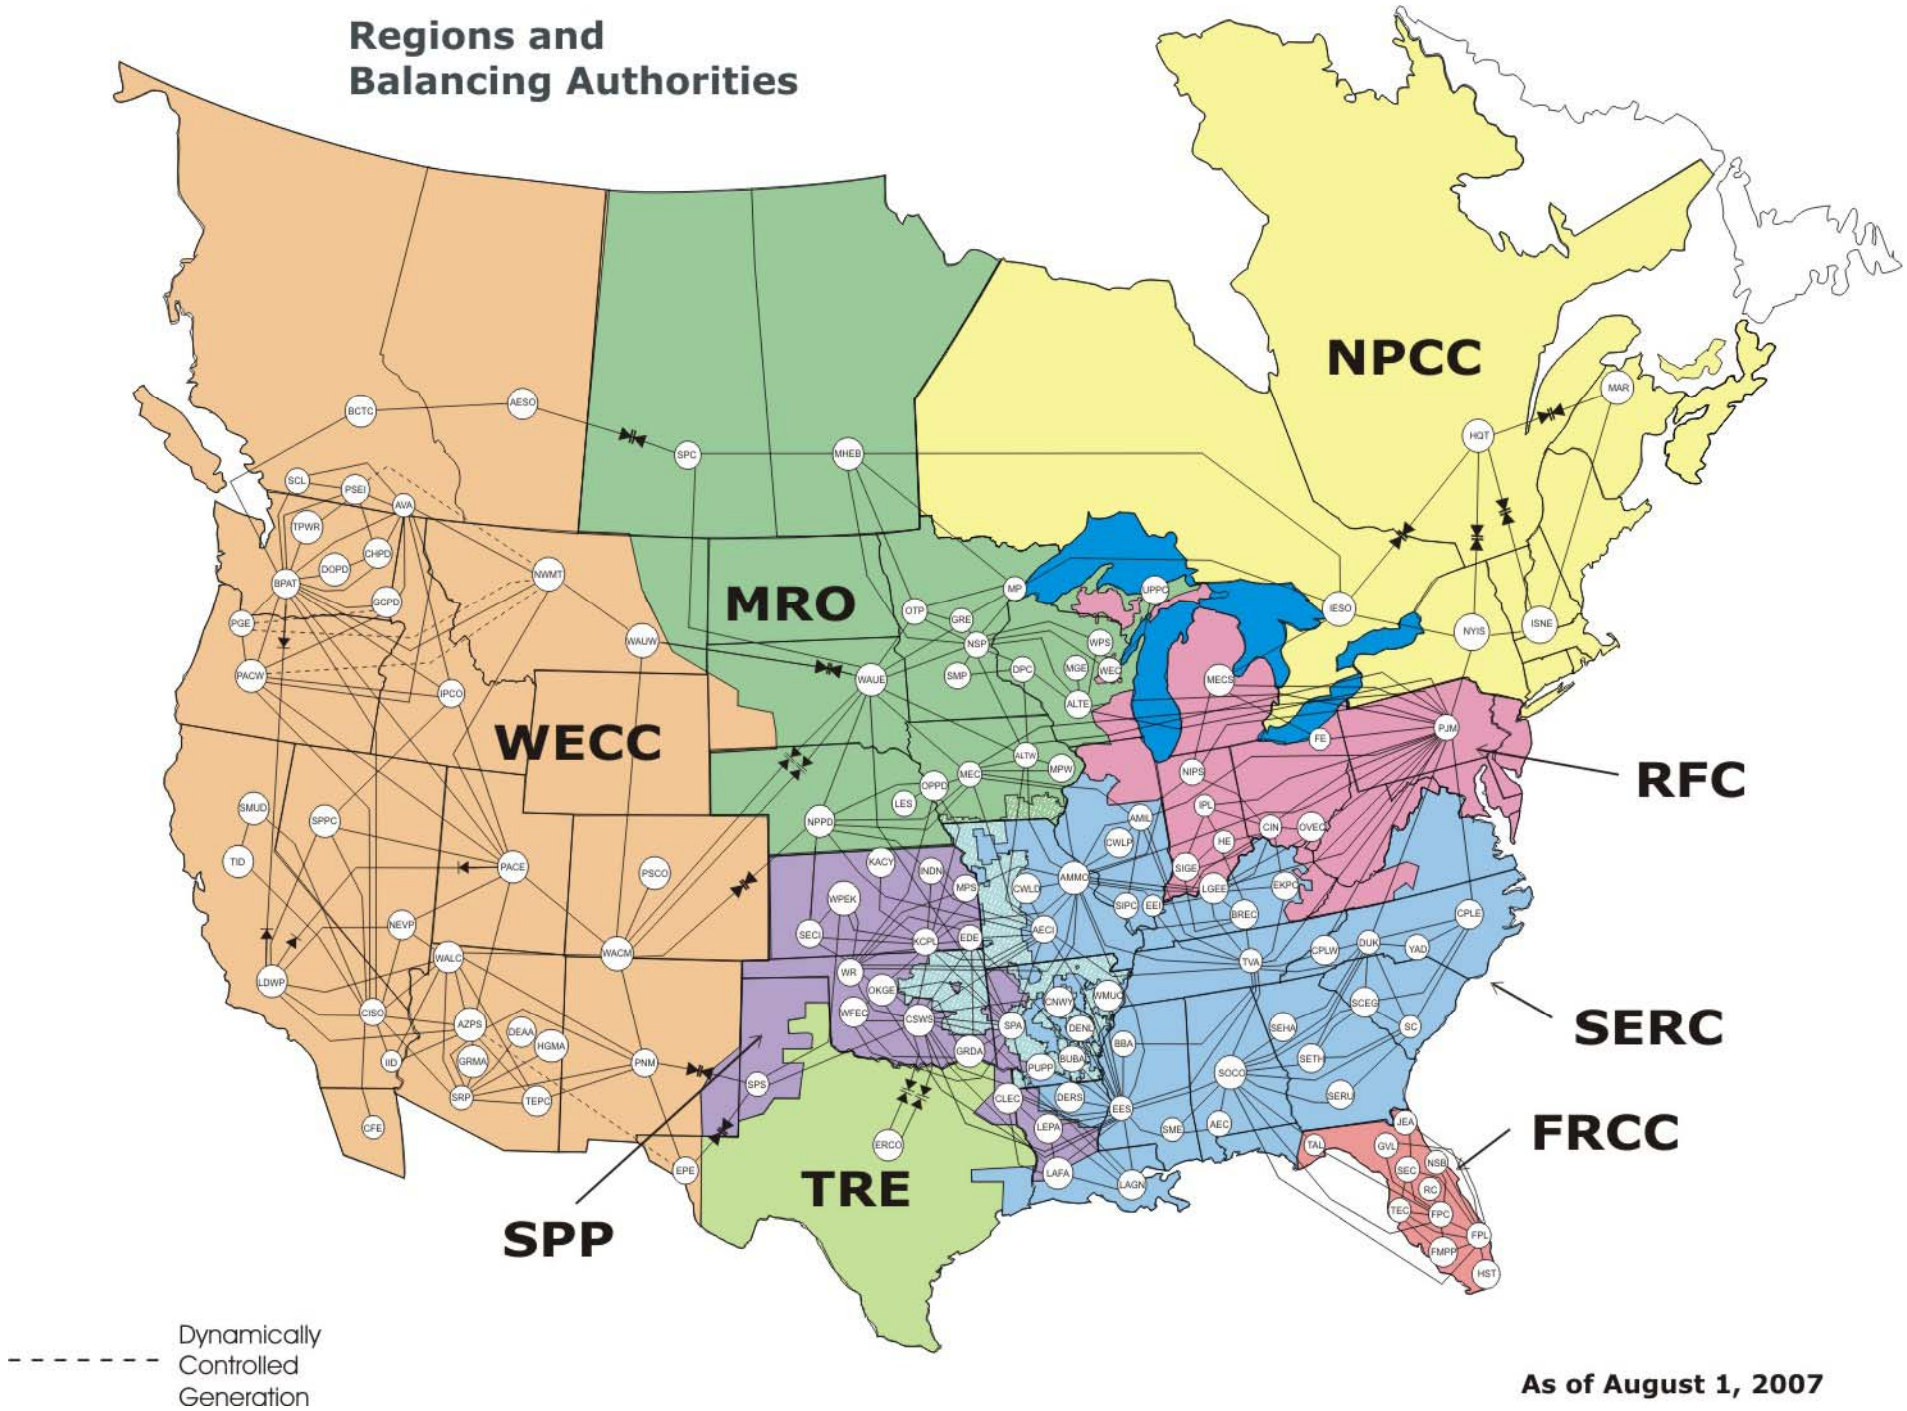 Regions and
Balancing Authorities
NPCC
MRO
WECC
RFC
SERC
FRCC
TRE
SPP
BCTC
AESO
SPC
MHEB
MAR
HQT
SCL
PSEI
AVA
TPWR
CHPD
DOPD
BPAT
NWMT
GCPD
PGE
WAUW
PACW
IPCO
OTP
GRE
MP
UPPC
IESO
NYIS
ISNE
NSP
WPS
SMP
DPC
MGE
WEC
WAUE
ALTE
MECS
PJM
FE
ALTW
MPW
MEC
OPPD
LES
NPPD
NIPS
IPL
CIN
OVEC
HE
SMUD
SPPC
TID
PACE
PSCO
AMIL
CWLP
SIGE
KACY
INDN
MPS
CWLD
AMMO
LGEE
EKPC
WPEK
SIPC
EEI
BREC
CPLE
NEVP
SECI
KCPL
EDE
AECI
WALC
WACM
TVA
CPLW
DUK
YAD
LDWP
WR
OKGE
CISO
AZPS
DEAA
HGMA
WFEC
CSWS
SPA
CNWY
WMUC
DENL
BBA
SCEG
SC
SEHA
GRMA
IID
PNM
GRDA
PUPP
BUBA
SOCO
SETH
SRP
TEPC
SPS
CLEC
DERS
EES
SERU
CFE
ERCO
LEPA
SME
AEC
JEA
EPE
LAFA
LAGN
TAL
GVL
SEC
NSB
RC
TEC
FPC
FPL
FMPP
HST
Dynamically
Controlled
Generation
As of August 1, 2007